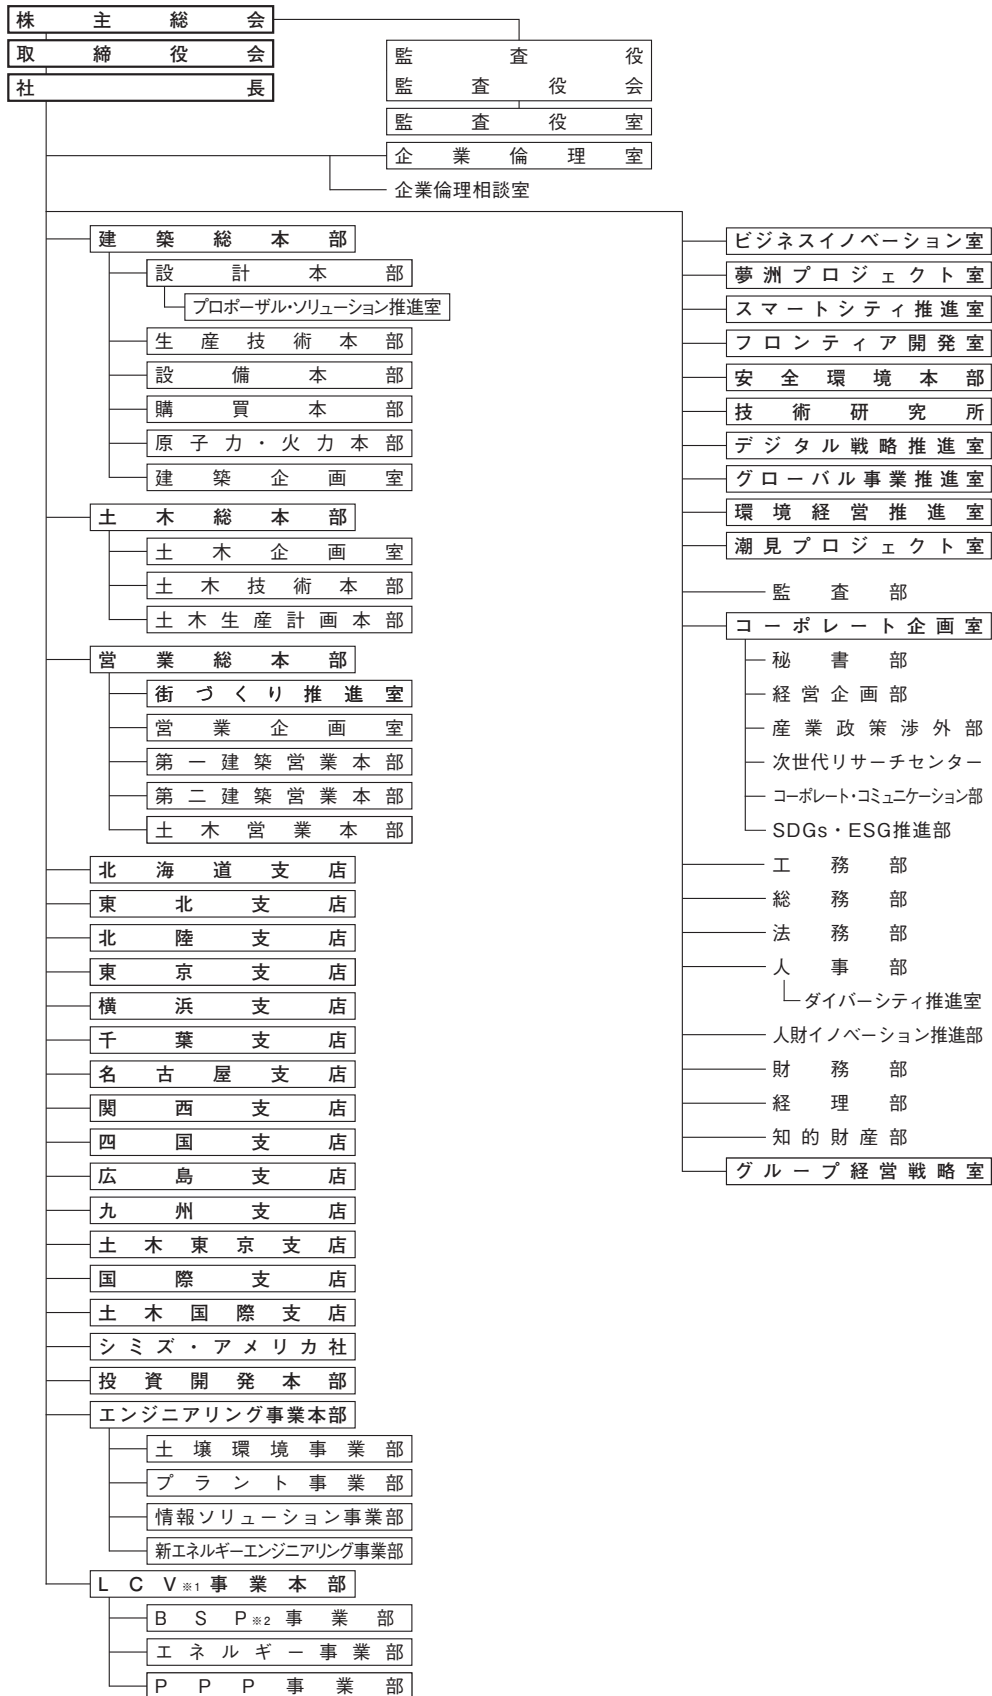 株主総会
取締役会
社長
監査役
監査役会
監査役室
企業倫理室
企業倫理相談室
建築総本部
設計本部
プロポーザル・ソリューション推進室
生産技術本部
設備本部
購買本部
原子力・火力本部
建築企画室
土木総本部
土木企画室
土木技術本部
土木生産計画本部
営業総本部
街づくり推進室
営業企画室
第一建築営業本部
第二建築営業本部
土木営業本部
北海道支店
東北支店
北陸支店
東京支店
横浜支店
千葉支店
名古屋支店
関西支店
四国支店
広島支店
九州支店
土木東京支店
国際支店
土木国際支店
シミズ・アメリカ社
投資開発本部
エンジニアリング事業本部
土壌環境事業部
プラント事業部
情報ソリューション事業部
新エネルギーエンジニアリング事業部
LCV※1事業本部
BSP※2事業部
エネルギー事業部
PPP事業部
ビジネスイノベーション室
夢洲プロジェクト室
スマートシティ推進室
フロンティア開発室
安全環境本部
技術研究所
デジタル戦略推進室
グローバル事業推進室
環境経営推進室
潮見プロジェクト室
監査部
コーポレート企画室
秘書部
経営企画部
産業政策渉外部
次世代リサーチセンター
コーポレート・コミュニケーション部
SDGs・ESG推進部
工務部
総務部
法務部
人事部
ダイバーシティ推進室
人財イノベーション推進部
財務部
経理部
知的財産部
グループ経営戦略室